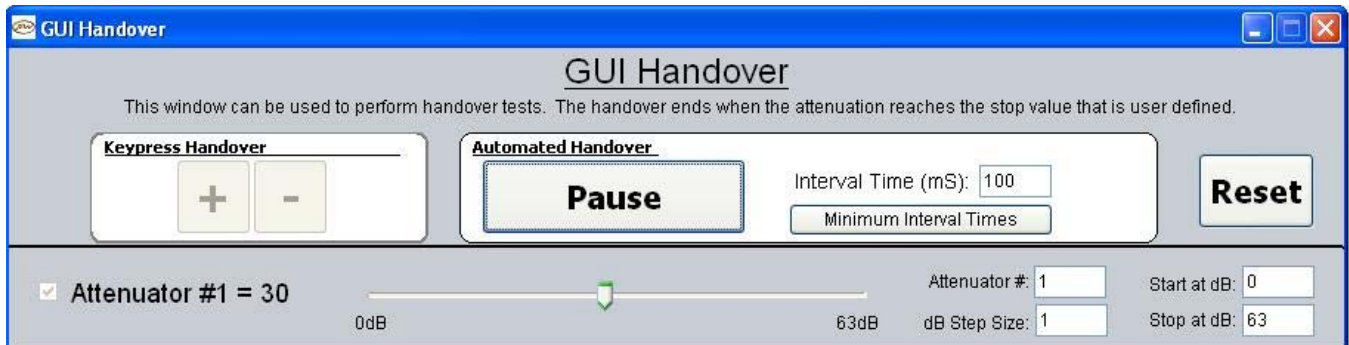 GUI Handover
GUI Handover
This window can be used to perform handover tests. The handover ends when the attenuation reaches the stop value that is user defined.
Keypress Handover
+ -
Automated Handover
Pause
Interval Time (mS): 100
Minimum Interval Times
Reset
Attenuator #1 = 30
0dB
63dB
Attenuator #: 1
dB Step Size: 1
Start at dB: 0
Stop at dB: 63